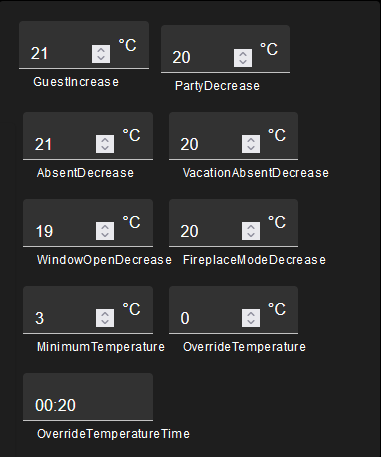 21 °C 20 °C
GuestIncrease PartyDecrease
21 °C 20 °C
AbsentDecrease VacationAbsentDecrease
19 °C 20 °C
WindowOpenDecrease FireplaceModeDecrease
3 °C 0 °C
MinimumTemperature OverrideTemperature
00:20
OverrideTemperatureTime